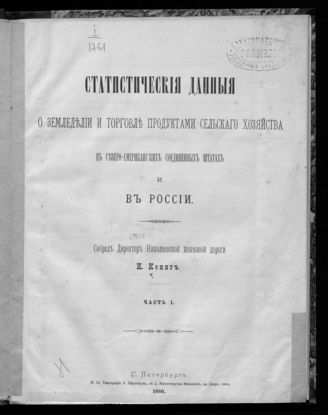 I
1761
СТАТИСТИЧЕСКІЯ ДАННЫЯ
О ЗЕМЛЕДѢЛІИ И ТОРГОВЛѢ ПРОДУКТАМИ СЕЛЬСКАГО ХОЗЯЙСТВА
ВЪ СѢВЕРО-АМЕРИКАНСКИХЪ СОЕДИНЕННЫХЪ ШТАТАХЪ
И
ВЪ РОССІИ.
Собралъ Директоръ Николаевской желѣзной дороги
И. Кенигъ.
ЧАСТЬ I.
С. Петербургъ.
1880.